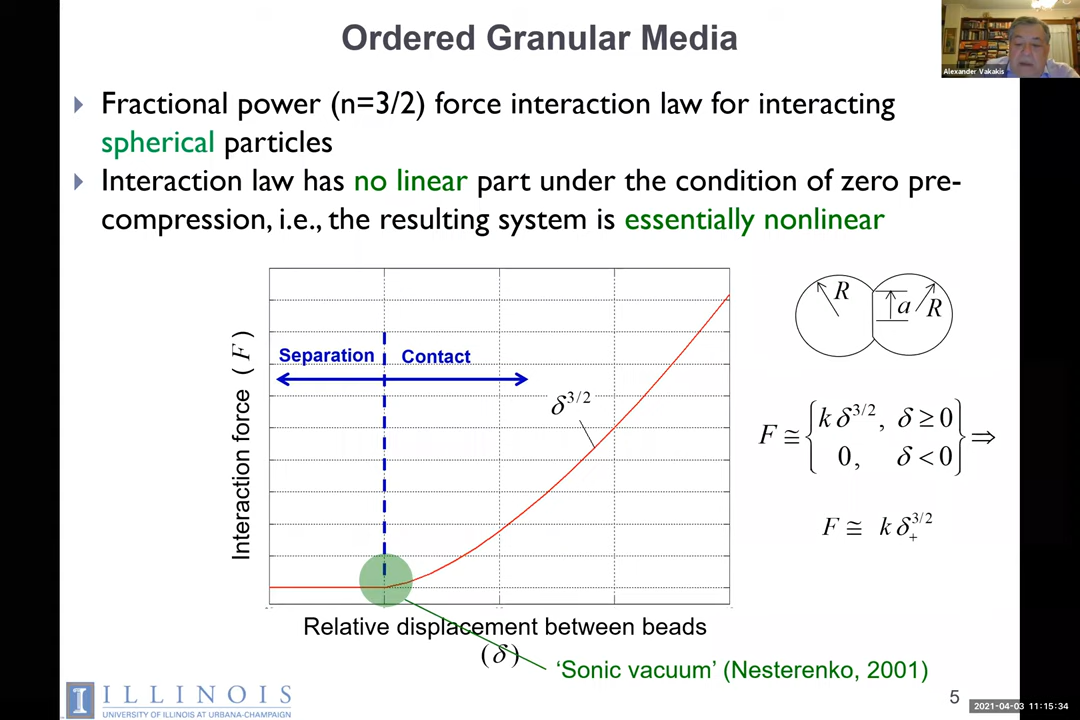 Ordered Granular Media
Alexander Vakakis
Fractional power (n=3/2) force interaction law for interacting
spherical particles
Interaction law has no linear part under the condition of zero pre-
compression, i.e., the resulting system is essentially nonlinear
Interaction force ( F )
Separation
Contact
δ^{3/2}
R
a
R
F ≅ { k δ^{3/2}, δ ≥ 0
0, δ < 0 } ⇒
F ≅ k δ_+^{3/2}
Relative displacement between beads
(δ)
‘Sonic vacuum’ (Nesterenko, 2001)
I ILLINOIS
UNIVERSITY OF ILLINOIS AT URBANA-CHAMPAIGN
5
2021-04-03 11:15:34